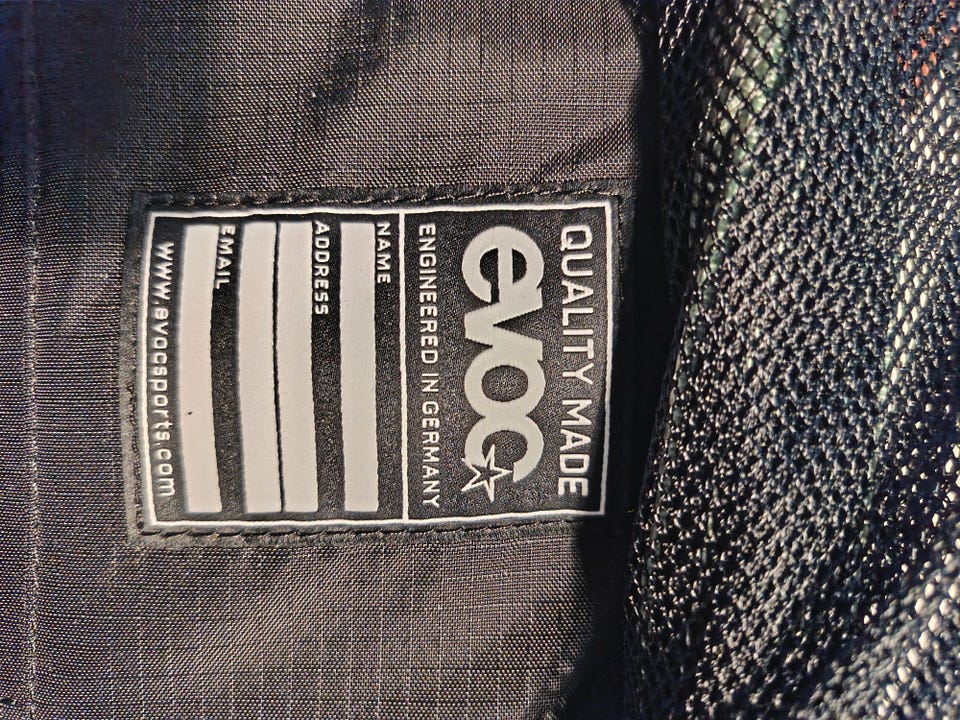 QUALITY MADE
evoc
ENGINEERED IN GERMANY
NAME
ADDRESS
EMAIL
www.evocsports.com